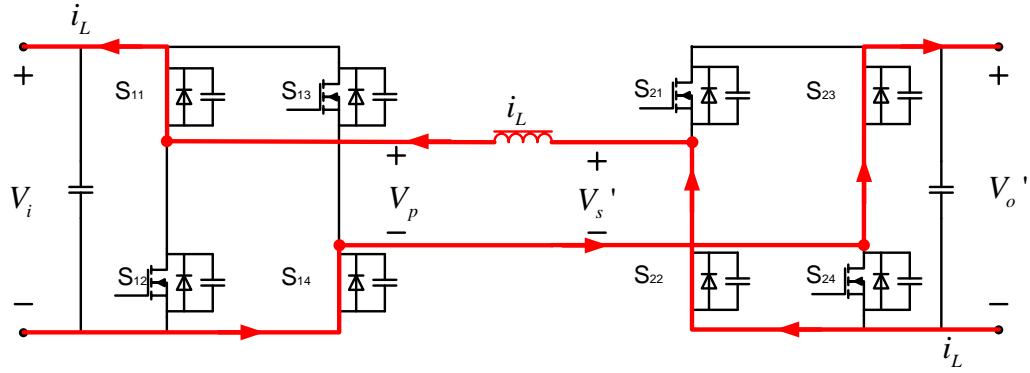 i_L
+
S₁₁
S₁₃
i_L
S₂₁
S₂₃
+
+
+
V_i
V_p
V_s'
V_o'
−
−
S₁₂
S₁₄
S₂₂
S₂₄
−
−
i_L